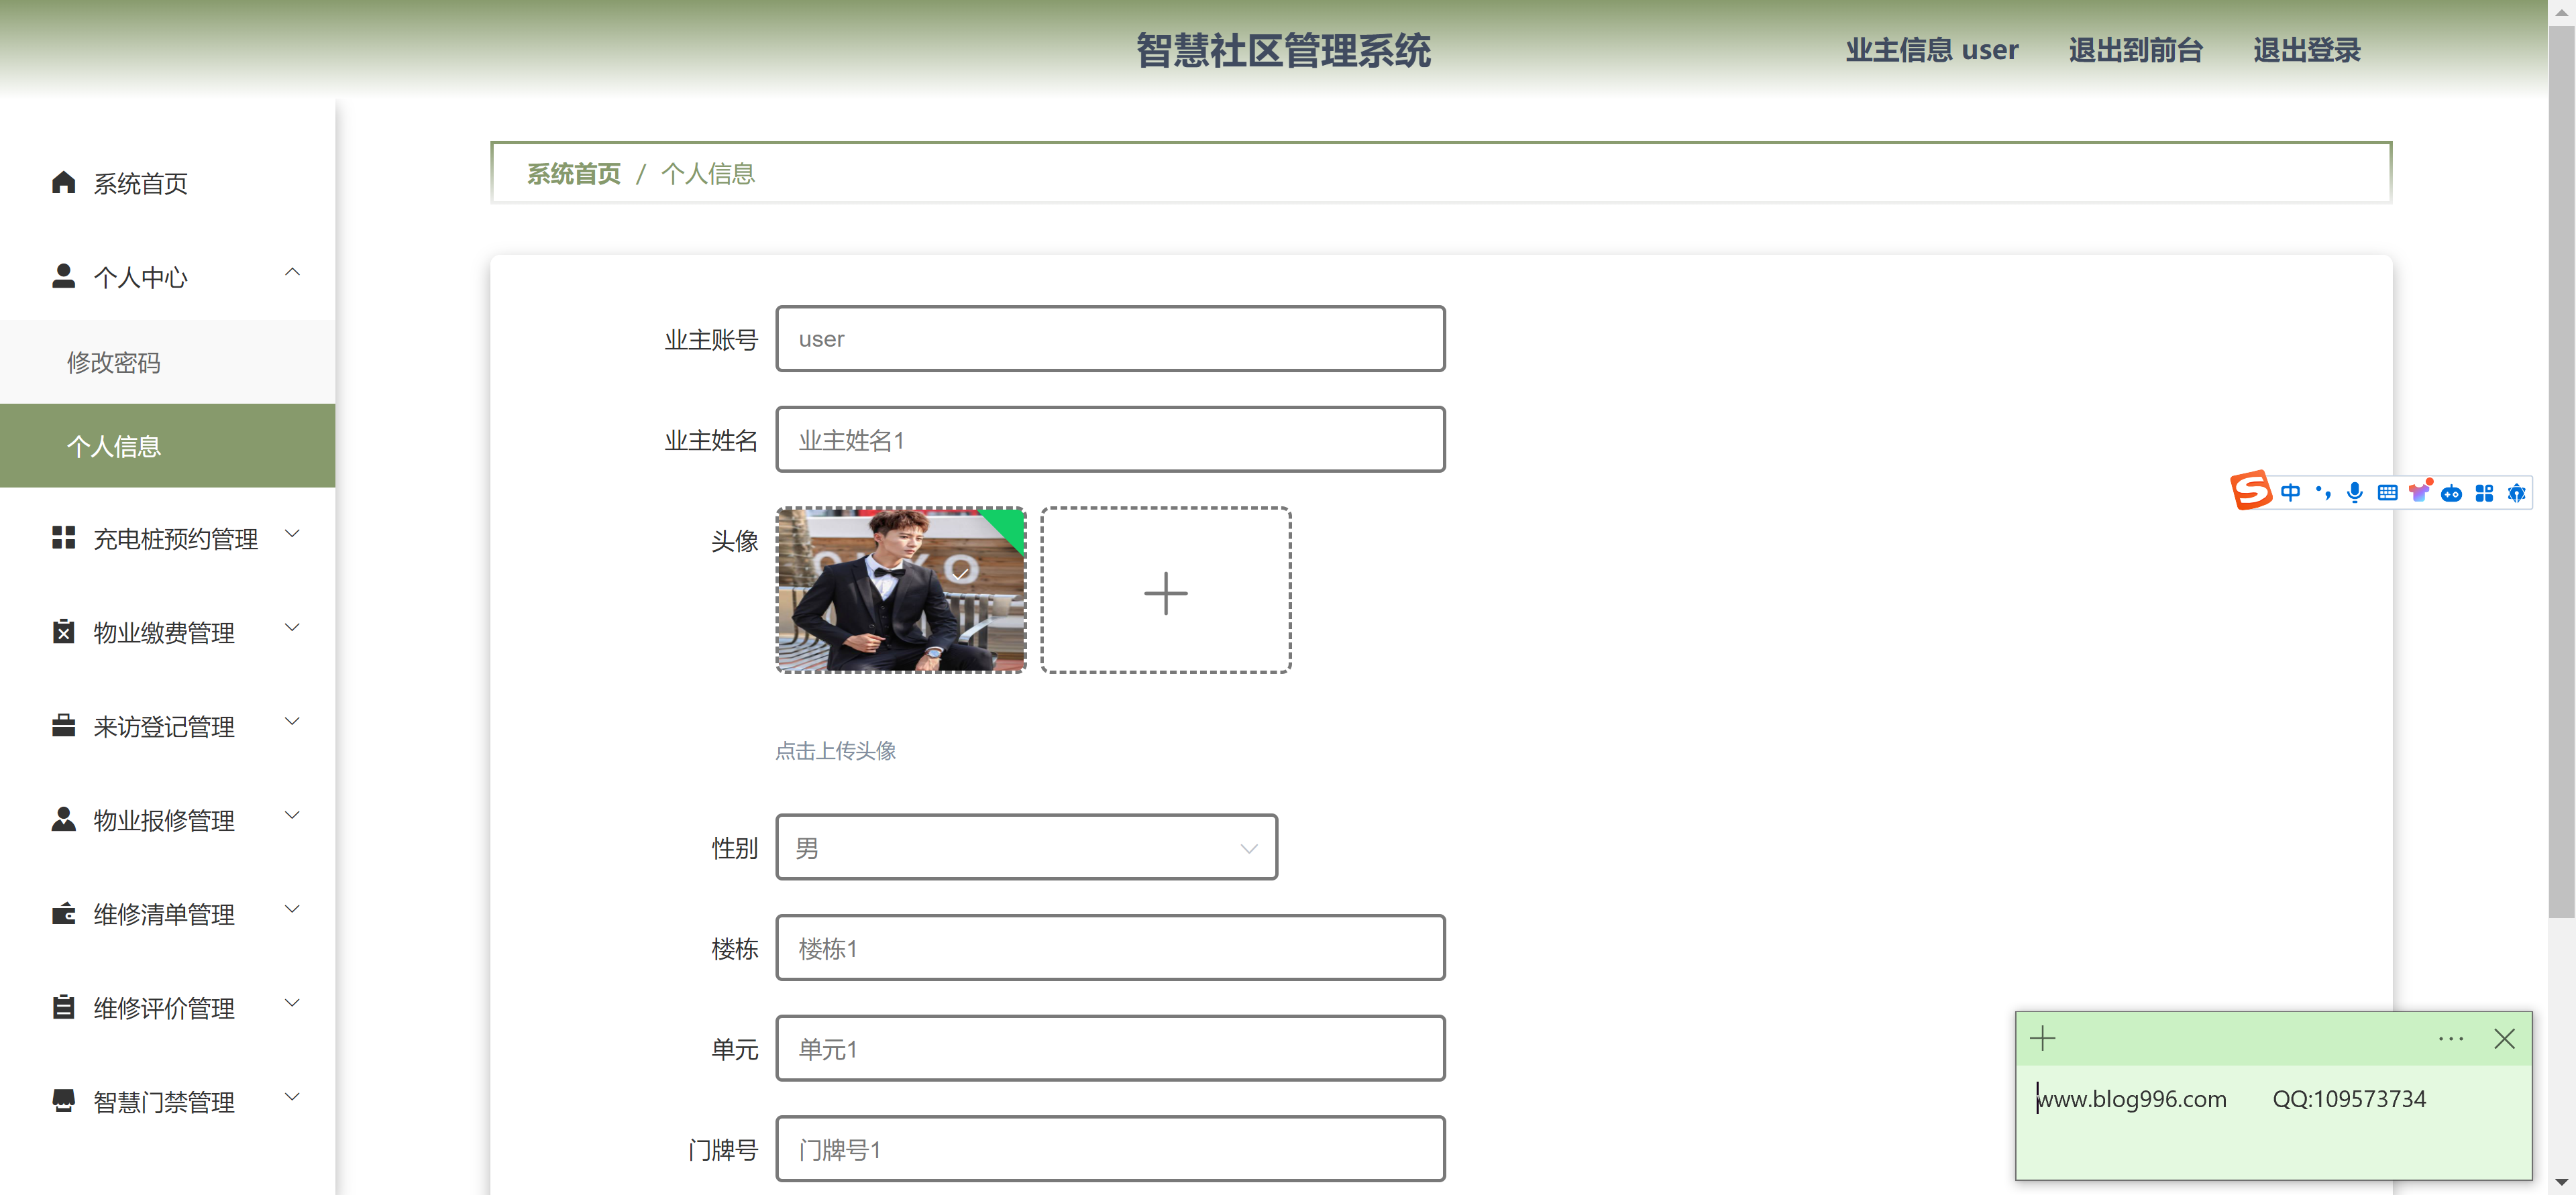 智慧社区管理系统
业主信息 user 退出到前台 退出登录
系统首页
个人中心
修改密码
个人信息
充电桩预约管理
物业缴费管理
来访登记管理
物业报修管理
维修清单管理
维修评价管理
智慧门禁管理
系统首页 / 个人信息
业主账号 user
业主姓名 业主姓名1
头像
点击上传头像
性别 男
楼栋 楼栋1
单元 单元1
门牌号 门牌号1
中
www.blog996.com QQ:109573734